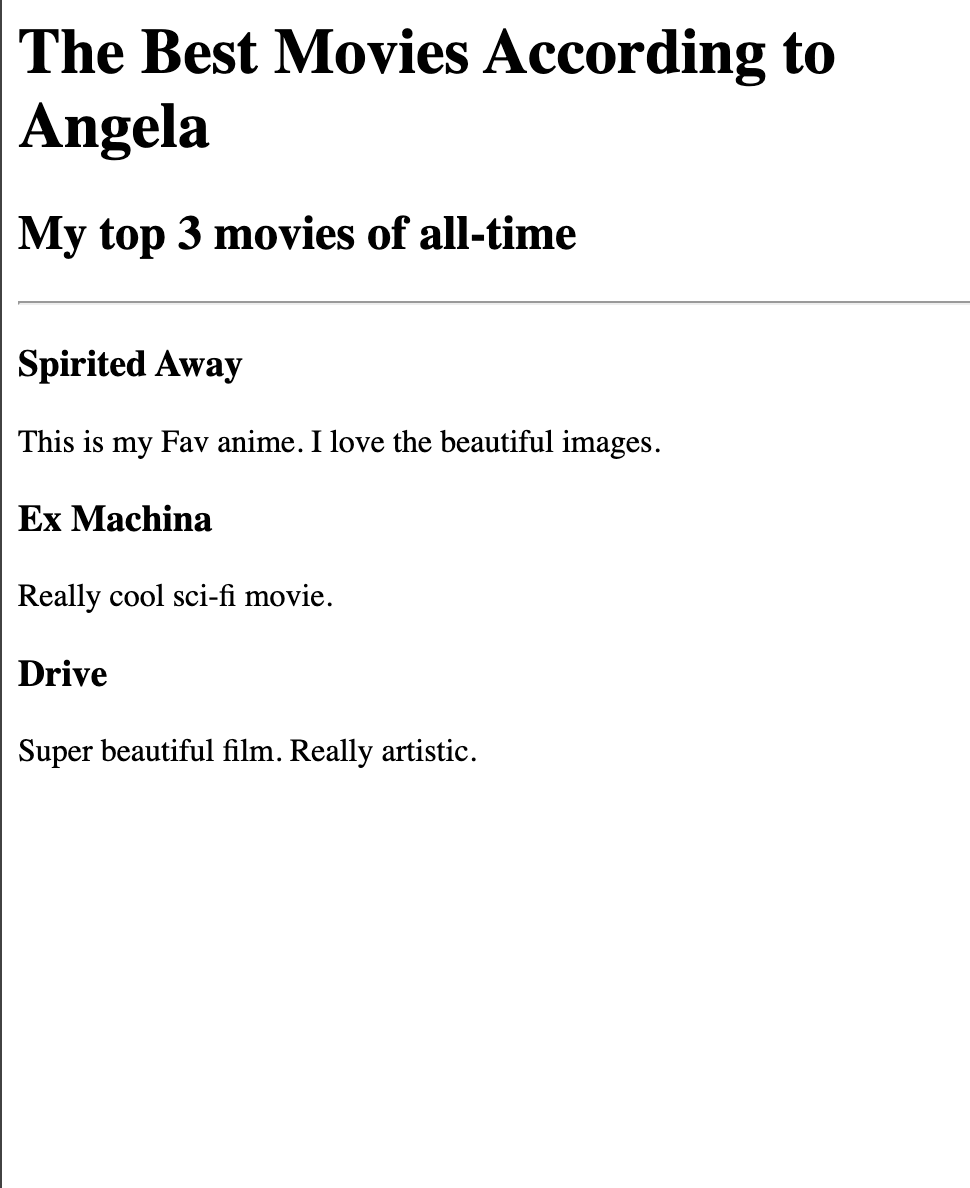 The Best Movies According to
Angela
My top 3 movies of all-time
Spirited Away
This is my Fav anime. I love the beautiful images.
Ex Machina
Really cool sci-fi movie.
Drive
Super beautiful film. Really artistic.